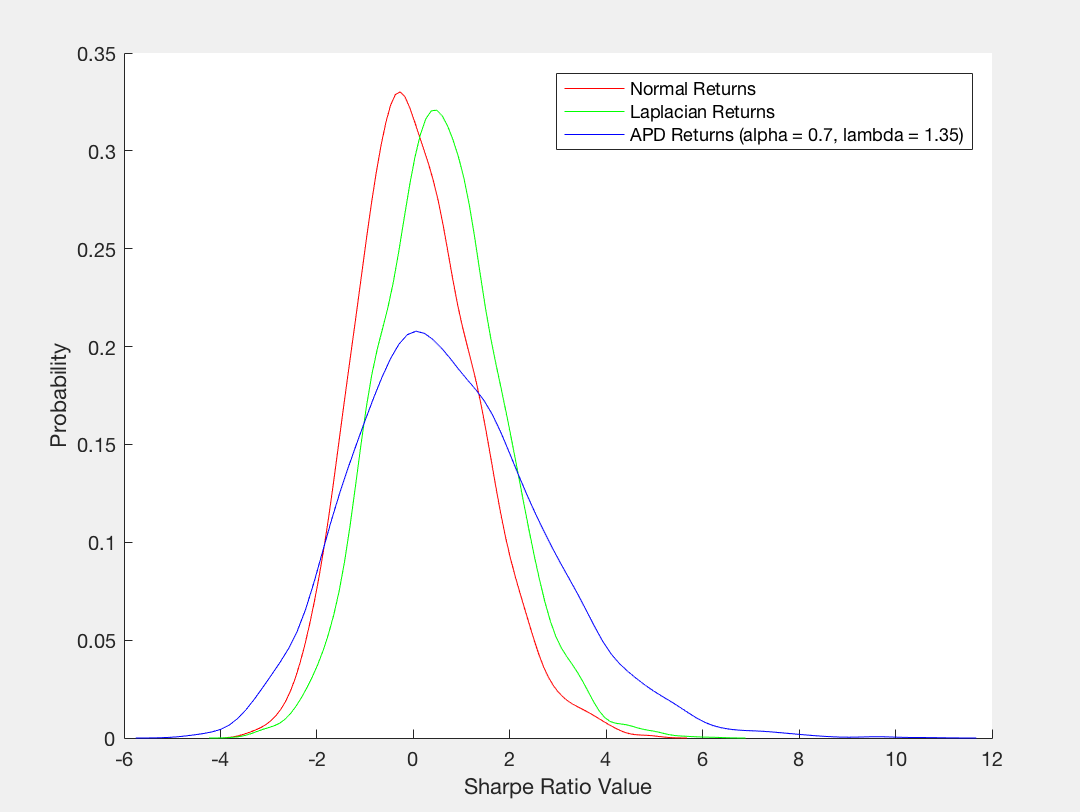 0.35
0.3
0.25
0.2
0.15
0.1
0.05
0
-6 -4 -2 0 2 4 6 8 10 12
Probability
Sharpe Ratio Value
Normal Returns
Laplacian Returns
APD Returns (alpha = 0.7, lambda = 1.35)